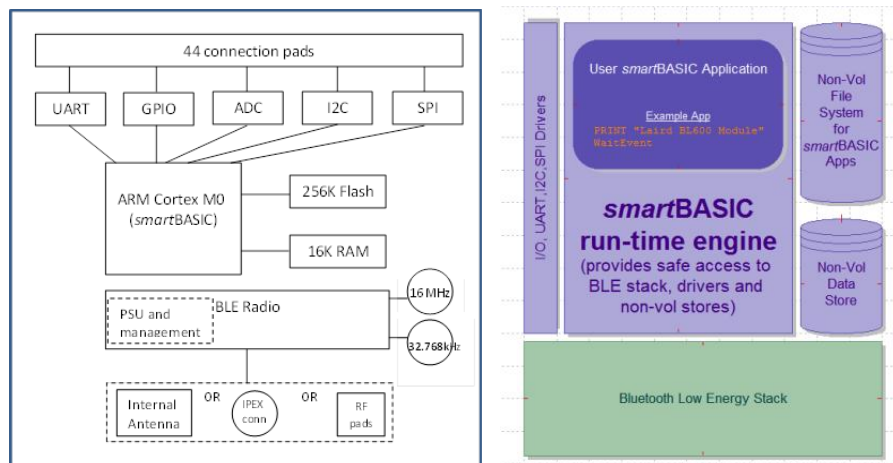 44 connection pads
UART
GPIO
ADC
I2C
SPI
ARM Cortex M0
(smartBASIC)
256K Flash
16K RAM
BLE Radio
PSU and
management
16 MHz
32.768kHz
Internal
Antenna
OR
IPEX
conn
OR
RF
pads
I/O, UART,I2C,SPI Drivers
User smartBASIC Application
Example App
PRINT "Laird BL600 Module"
WaitEvent
smartBASIC
run-time engine
(provides safe access to
BLE stack, drivers and
non-vol stores)
Non-Vol
File
System
for
smartBASIC
Apps
Non-Vol
Data
Store
Bluetooth Low Energy Stack